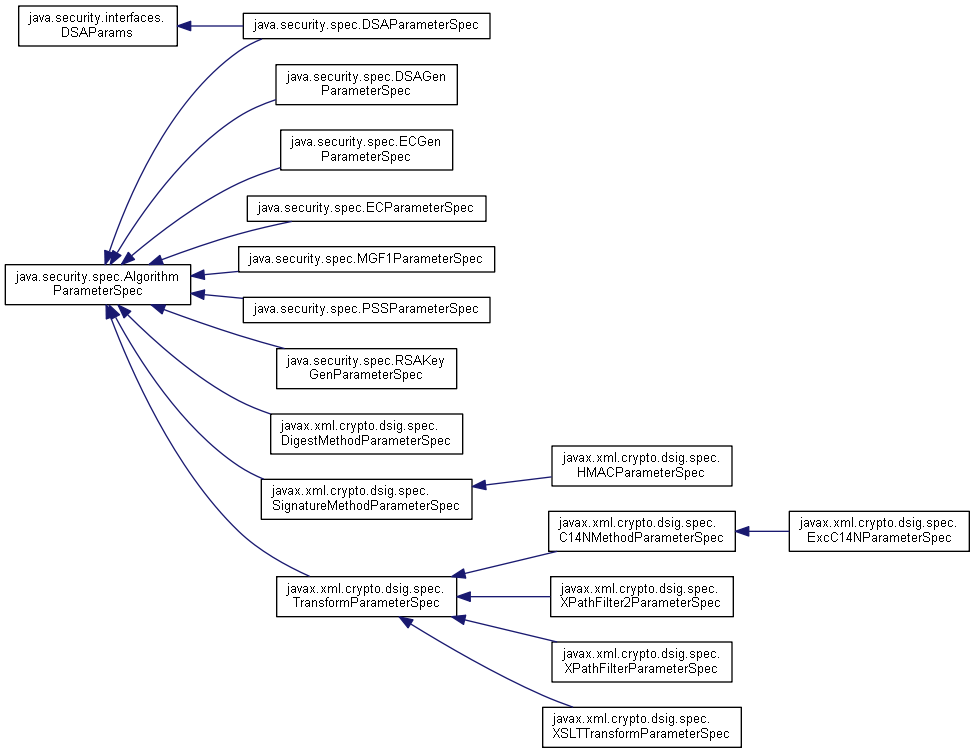 java.security.interfaces.
DSAParams
java.security.spec.DSAParameterSpec
java.security.spec.DSAGen
ParameterSpec
java.security.spec.ECGen
ParameterSpec
java.security.spec.ECParameterSpec
java.security.spec.MGF1ParameterSpec
java.security.spec.Algorithm
ParameterSpec
java.security.spec.PSSParameterSpec
java.security.spec.RSAKey
GenParameterSpec
javax.xml.crypto.dsig.spec.
DigestMethodParameterSpec
javax.xml.crypto.dsig.spec.
SignatureMethodParameterSpec
javax.xml.crypto.dsig.spec.
HMACParameterSpec
javax.xml.crypto.dsig.spec.
C14NMethodParameterSpec
javax.xml.crypto.dsig.spec.
ExcC14NParameterSpec
javax.xml.crypto.dsig.spec.
TransformParameterSpec
javax.xml.crypto.dsig.spec.
XPathFilter2ParameterSpec
javax.xml.crypto.dsig.spec.
XPathFilterParameterSpec
javax.xml.crypto.dsig.spec.
XSLTTransformParameterSpec